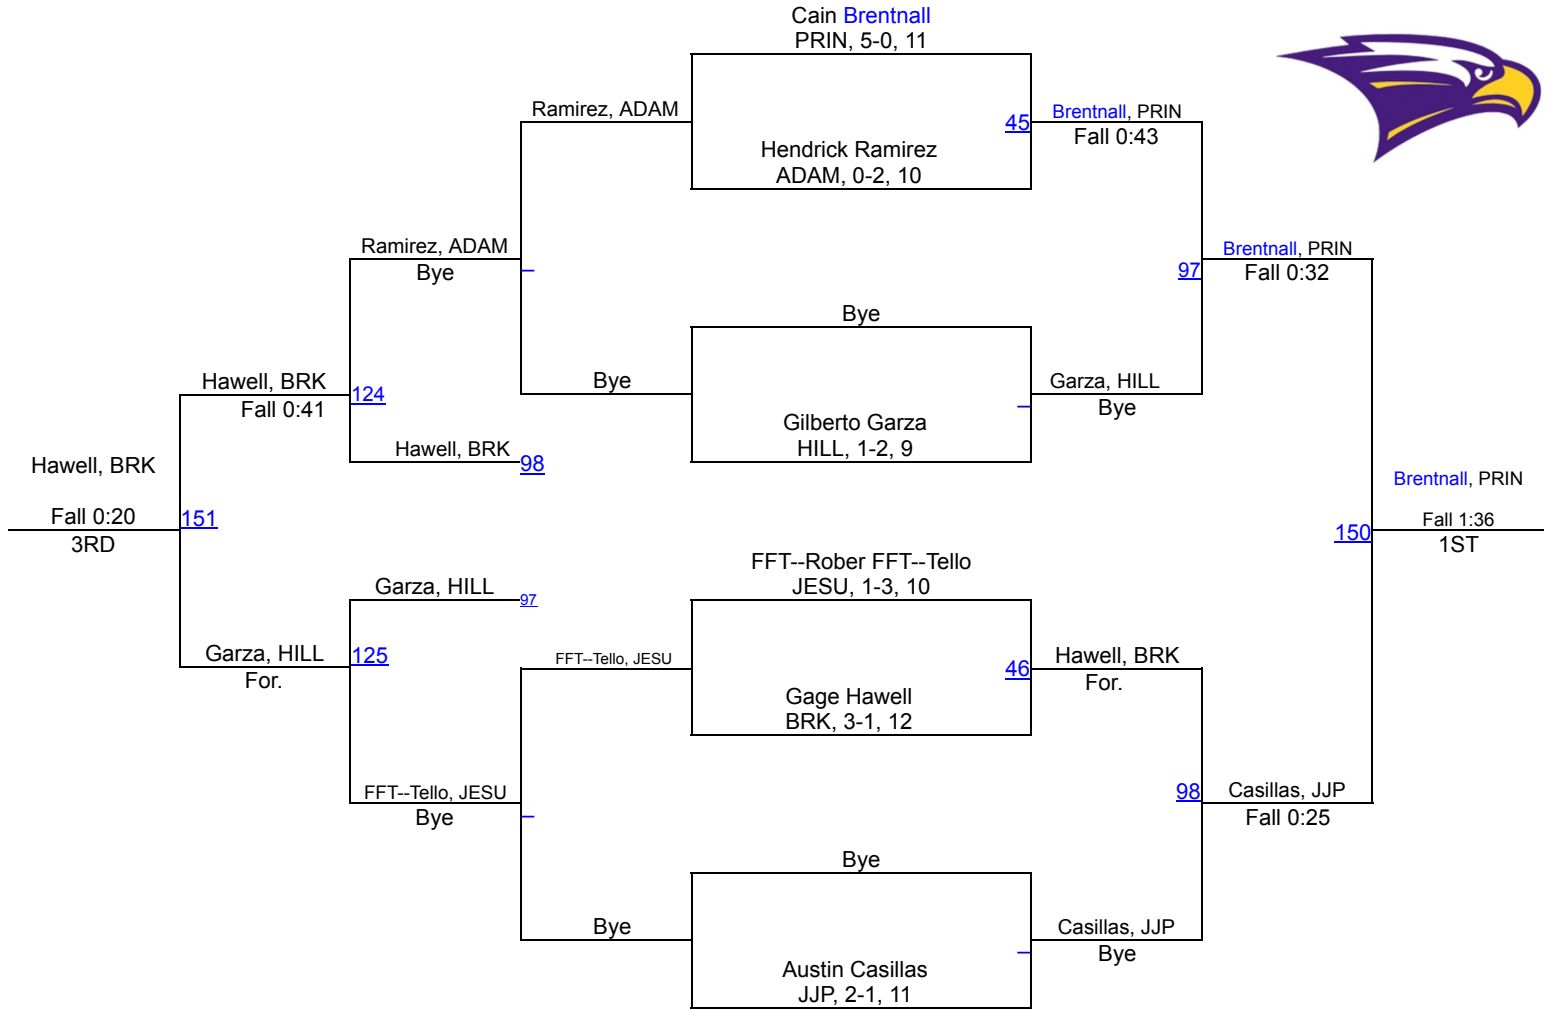 Cain Brentnall
PRIN, 5-0, 11
Ramirez, ADAM
45
Brentnall, PRIN
Fall 0:43
Hendrick Ramirez
ADAM, 0-2, 10
Ramirez, ADAM
Bye
Brentnall, PRIN
97
Fall 0:32
Bye
Hawell, BRK
Fall 0:41
124
Bye
Garza, HILL
Bye
Gilberto Garza
HILL, 1-2, 9
Hawell, BRK
98
Hawell, BRK
Fall 0:20
3RD
151
Brentnall, PRIN
150
Fall 1:36
1ST
FFT--Rober FFT--Tello
JESU, 1-3, 10
Garza, HILL
97
Garza, HILL
For.
125
FFT--Tello, JESU
46
Hawell, BRK
For.
Gage Hawell
BRK, 3-1, 12
FFT--Tello, JESU
Bye
98
Casillas, JJP
Fall 0:25
Bye
Bye
Casillas, JJP
Bye
Austin Casillas
JJP, 2-1, 11